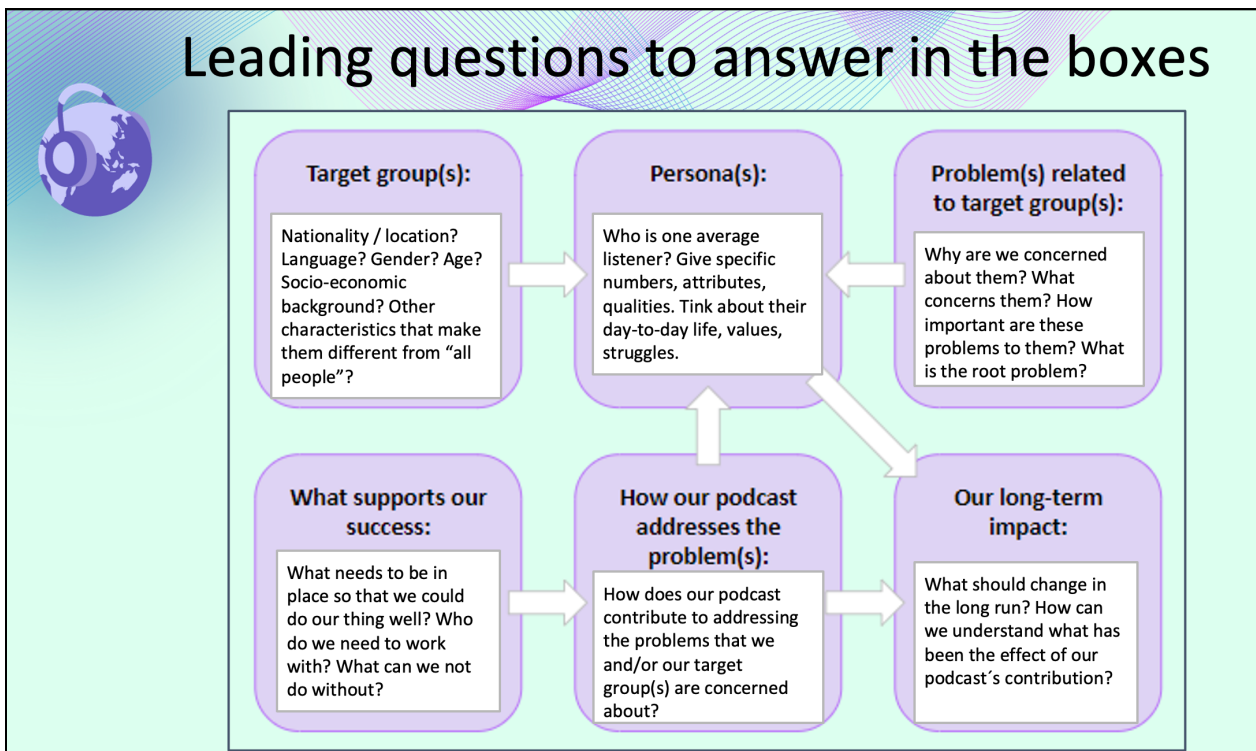 Leading questions to answer in the boxes
Target group(s):
Nationality / location?
Language? Gender? Age?
Socio-economic
background? Other
characteristics that make
them different from “all
people”?
Persona(s):
Who is one average
listener? Give specific
numbers, attributes,
qualities. Tink about their
day-to-day life, values,
struggles.
Problem(s) related
to target group(s):
Why are we concerned
about them? What
concerns them? How
important are these
problems to them? What
is the root problem?
What supports our
success:
What needs to be in
place so that we could
do our thing well? Who
do we need to work
with? What can we not
do without?
How our podcast
addresses the
problem(s):
How does our podcast
contribute to addressing
the problems that we
and/or our target
group(s) are concerned
about?
Our long-term
impact:
What should change in
the long run? How can
we understand what has
been the effect of our
podcast´s contribution?